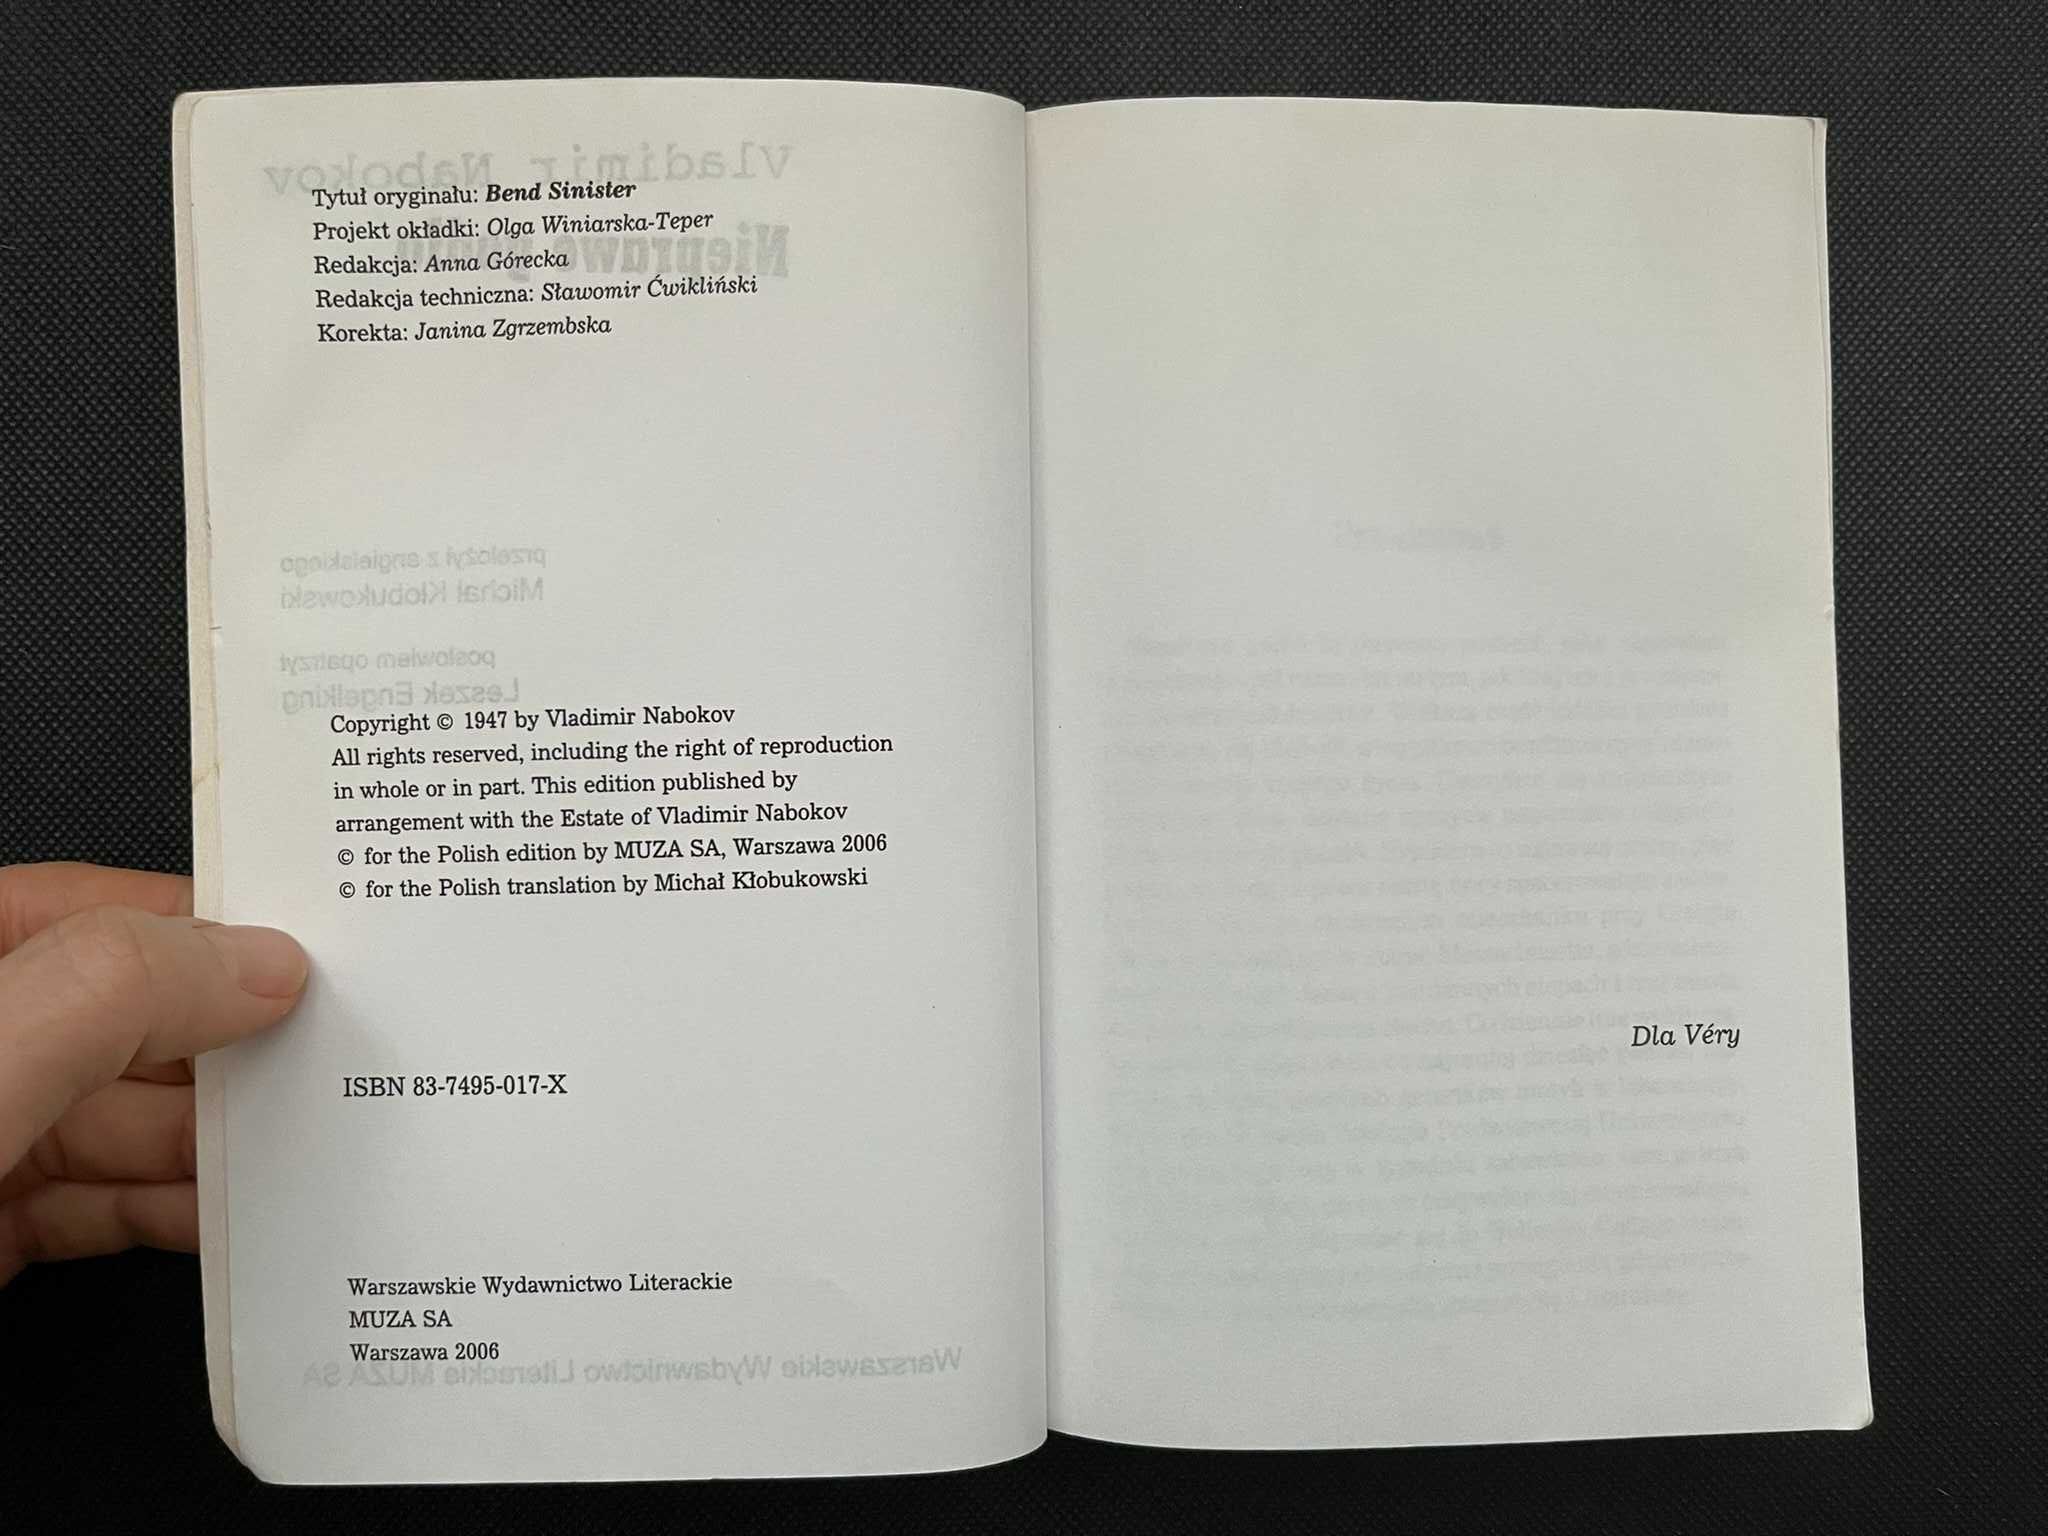 Tytuł oryginału: Bend Sinister
Projekt okładki: Olga Winiarska-Teper
Redakcja: Anna Górecka
Redakcja techniczna: Sławomir Ćwikliński
Korekta: Janina Zgrzembska
Copyright © 1947 by Vladimir Nabokov
All rights reserved, including the right of reproduction
in whole or in part. This edition published by
arrangement with the Estate of Vladimir Nabokov
© for the Polish edition by MUZA SA, Warszawa 2006
© for the Polish translation by Michał Kłobukowski
ISBN 83-7495-017-X
Warszawskie Wydawnictwo Literackie
MUZA SA
Warszawa 2006
Dla Véry